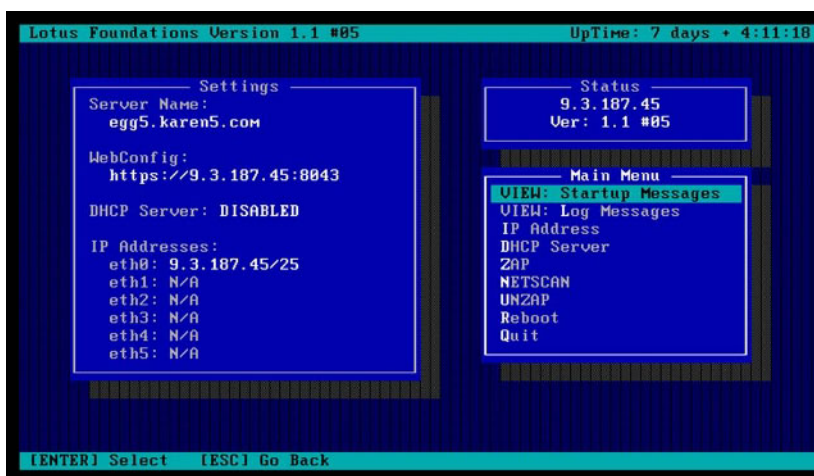 Lotus Foundations Version 1.1 #05 UpTime: 7 days + 4:11:18
Settings
Server Name:
egg5.karen5.com
WebConfig:
https://9.3.187.45:8043
DHCP Server: DISABLED
IP Addresses:
eth0: 9.3.187.45/25
eth1: N/A
eth2: N/A
eth3: N/A
eth4: N/A
eth5: N/A
Status
9.3.187.45
Ver: 1.1 #05
Main Menu
VIEW: Startup Messages
VIEW: Log Messages
IP Address
DHCP Server
ZAP
NETSCAN
UNZAP
Reboot
Quit
[ENTER] Select [ESC] Go Back